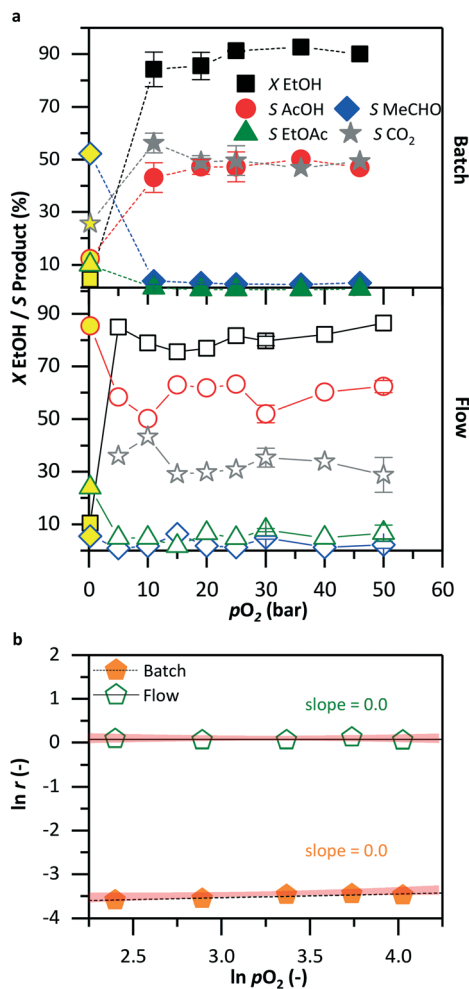 a
90
70
50
30
10
X EtOH
S AcOH
S MeCHO
S EtOAc
S CO₂
Batch
X EtOH / S Product (%)
90
70
50
30
10
Flow
0
10
20
30
40
50
60
pO₂ (bar)
b
2
1
0
-1
-2
-3
-4
Batch
Flow
slope = 0.0
slope = 0.0
ln r (-)
2.5
3.0
3.5
4.0
ln pO₂ (-)